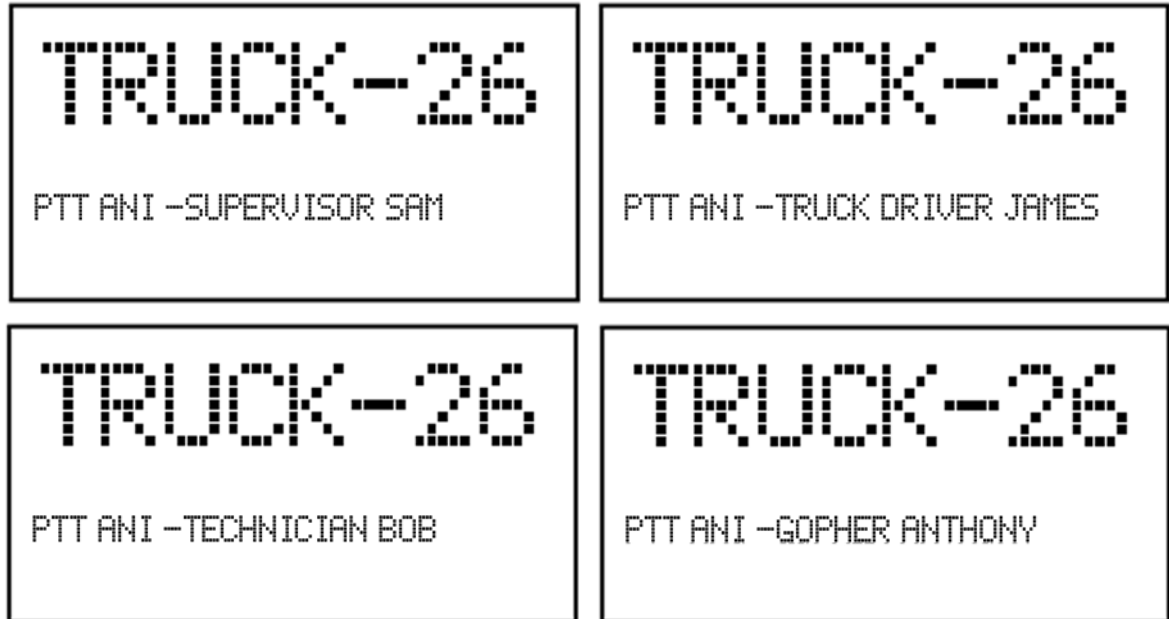 TRUCK-26
PTT ANI -SUPERVISOR SAM
TRUCK-26
PTT ANI -TRUCK DRIVER JAMES
TRUCK-26
PTT ANI -TECHNICIAN BOB
TRUCK-26
PTT ANI -GOPHER ANTHONY